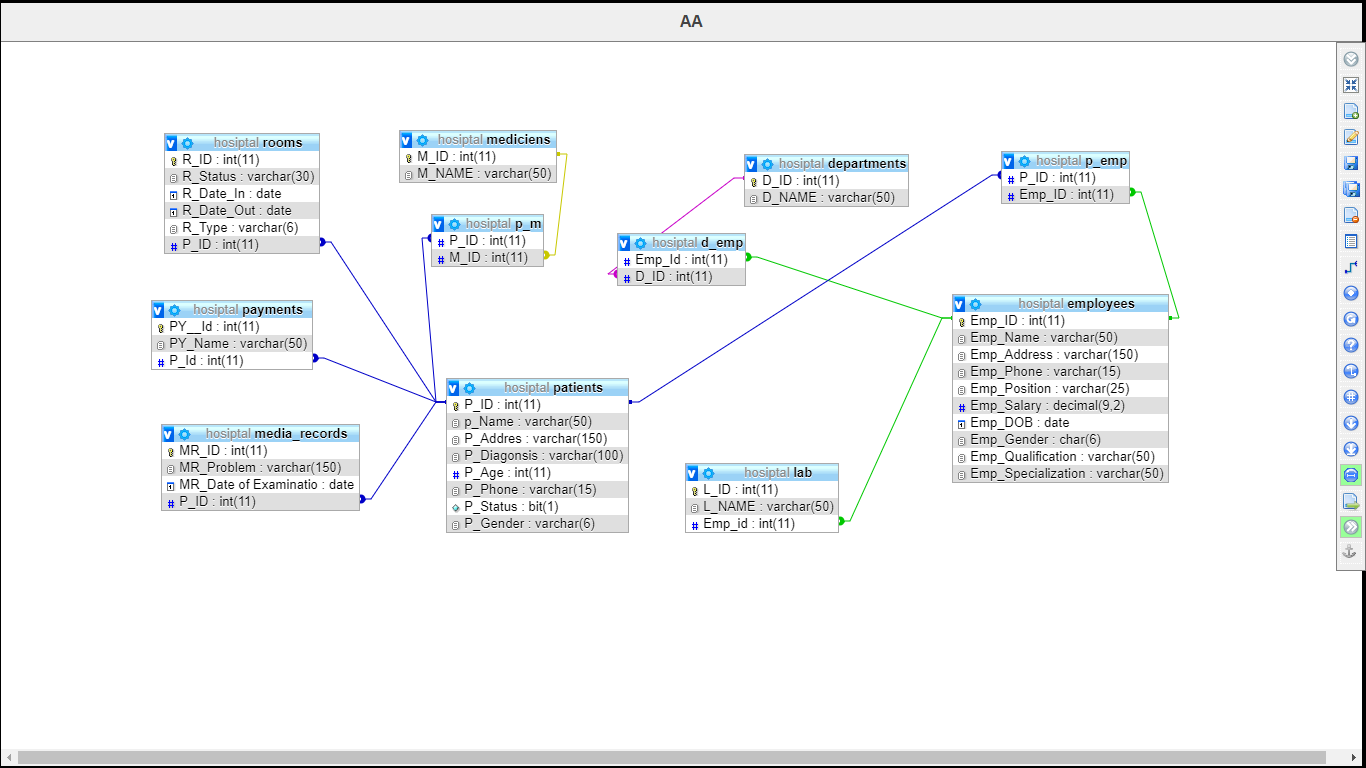 AA
hosiptal rooms
R_ID : int(11)
R_Status : varchar(30)
R_Date_In : date
R_Date_Out : date
R_Type : varchar(6)
P_ID : int(11)
hosiptal mediciens
M_ID : int(11)
M_NAME : varchar(50)
hosiptal p_m
P_ID : int(11)
M_ID : int(11)
hosiptal departments
D_ID : int(11)
D_NAME : varchar(50)
hosiptal d_emp
Emp_Id : int(11)
D_ID : int(11)
hosiptal p_emp
P_ID : int(11)
Emp_ID : int(11)
hosiptal payments
PY__Id : int(11)
PY_Name : varchar(50)
P_Id : int(11)
hosiptal employees
Emp_ID : int(11)
Emp_Name : varchar(50)
Emp_Address : varchar(150)
Emp_Phone : varchar(15)
Emp_Position : varchar(25)
Emp_Salary : decimal(9,2)
Emp_DOB : date
Emp_Gender : char(6)
Emp_Qualification : varchar(50)
Emp_Specialization : varchar(50)
hosiptal media_records
MR_ID : int(11)
MR_Problem : varchar(150)
MR_Date of Examinatio : date
P_ID : int(11)
hosiptal patients
P_ID : int(11)
p_Name : varchar(50)
P_Addres : varchar(150)
P_Diagonsis : varchar(100)
P_Age : int(11)
P_Phone : varchar(15)
P_Status : bit(1)
P_Gender : varchar(6)
hosiptal lab
L_ID : int(11)
L_NAME : varchar(50)
Emp_id : int(11)